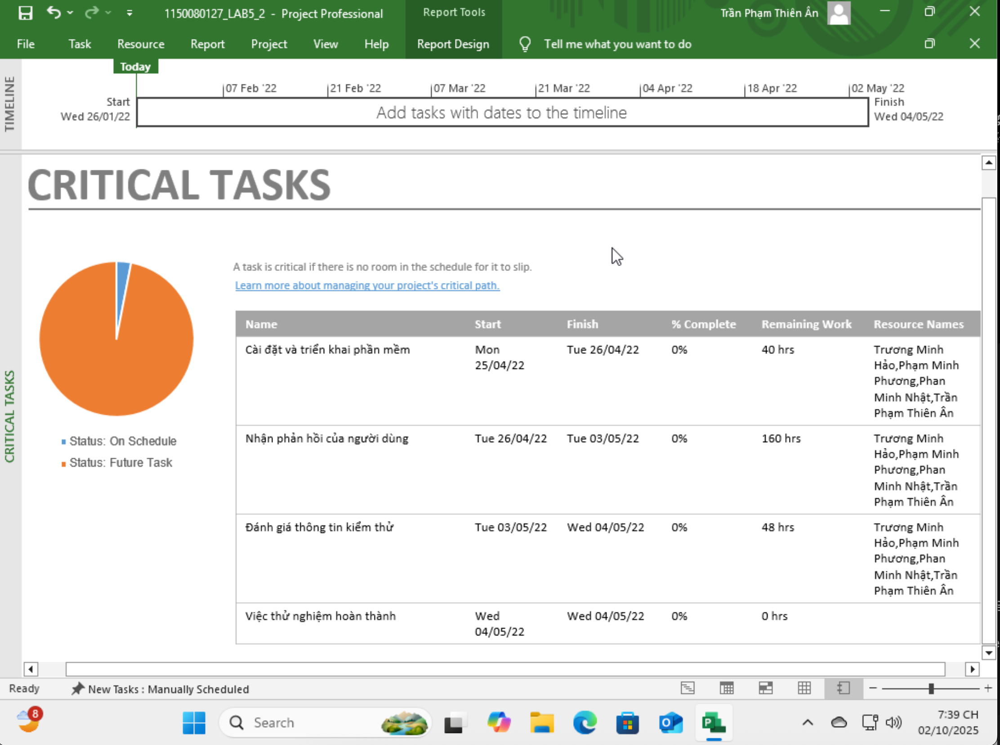 1150080127_LAB5_2 - Project Professional
Report Tools
Trần Phạm Thiên Ân
File Task Resource Report Project View Help Report Design Tell me what you want to do
Today
TIMELINE
07 Feb '22 21 Feb '22 07 Mar '22 21 Mar '22 04 Apr '22 18 Apr '22 02 May '22
Start
Wed 26/01/22
Add tasks with dates to the timeline
Finish
Wed 04/05/22
CRITICAL TASKS
CRITICAL TASKS
A task is critical if there is no room in the schedule for it to slip.
Learn more about managing your project's critical path.
Status: On Schedule
Status: Future Task
Name Start Finish % Complete Remaining Work Resource Names
Cài đặt và triển khai phần mềm Mon Tue 26/04/22 0% 40 hrs Trương Minh
25/04/22 Hảo,Phạm Minh
Phương,Phan
Minh Nhật,Trần
Phạm Thiên Ân
Nhận phản hồi của người dùng Tue 26/04/22 Tue 03/05/22 0% 160 hrs Trương Minh
Hảo,Phạm Minh
Phương,Phan
Minh Nhật,Trần
Phạm Thiên Ân
Đánh giá thông tin kiểm thử Tue 03/05/22 Wed 04/05/22 0% 48 hrs Trương Minh
Hảo,Phạm Minh
Phương,Phan
Minh Nhật,Trần
Phạm Thiên Ân
Việc thử nghiệm hoàn thành Wed Wed 04/05/22 0% 0 hrs
04/05/22
Ready New Tasks : Manually Scheduled
8
Search
7:39 CH
02/10/2025